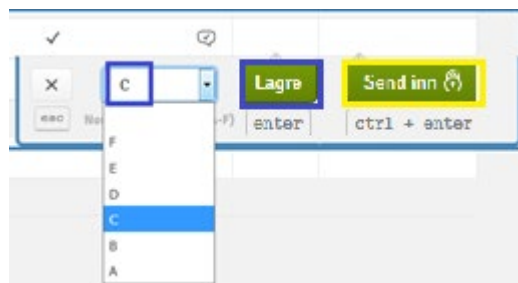 C
Lagre
Send inn
esc
-F)
enter
ctrl + enter
F
E
D
C
B
A